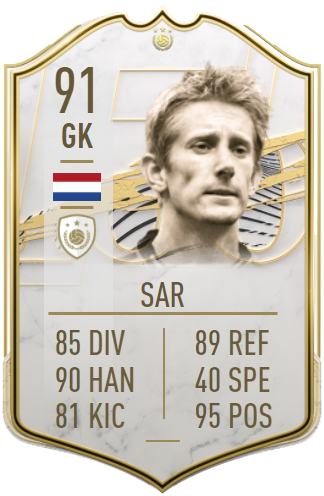 91
GK
SAR
85 DIV
89 REF
90 HAN
40 SPE
81 KIC
95 POS